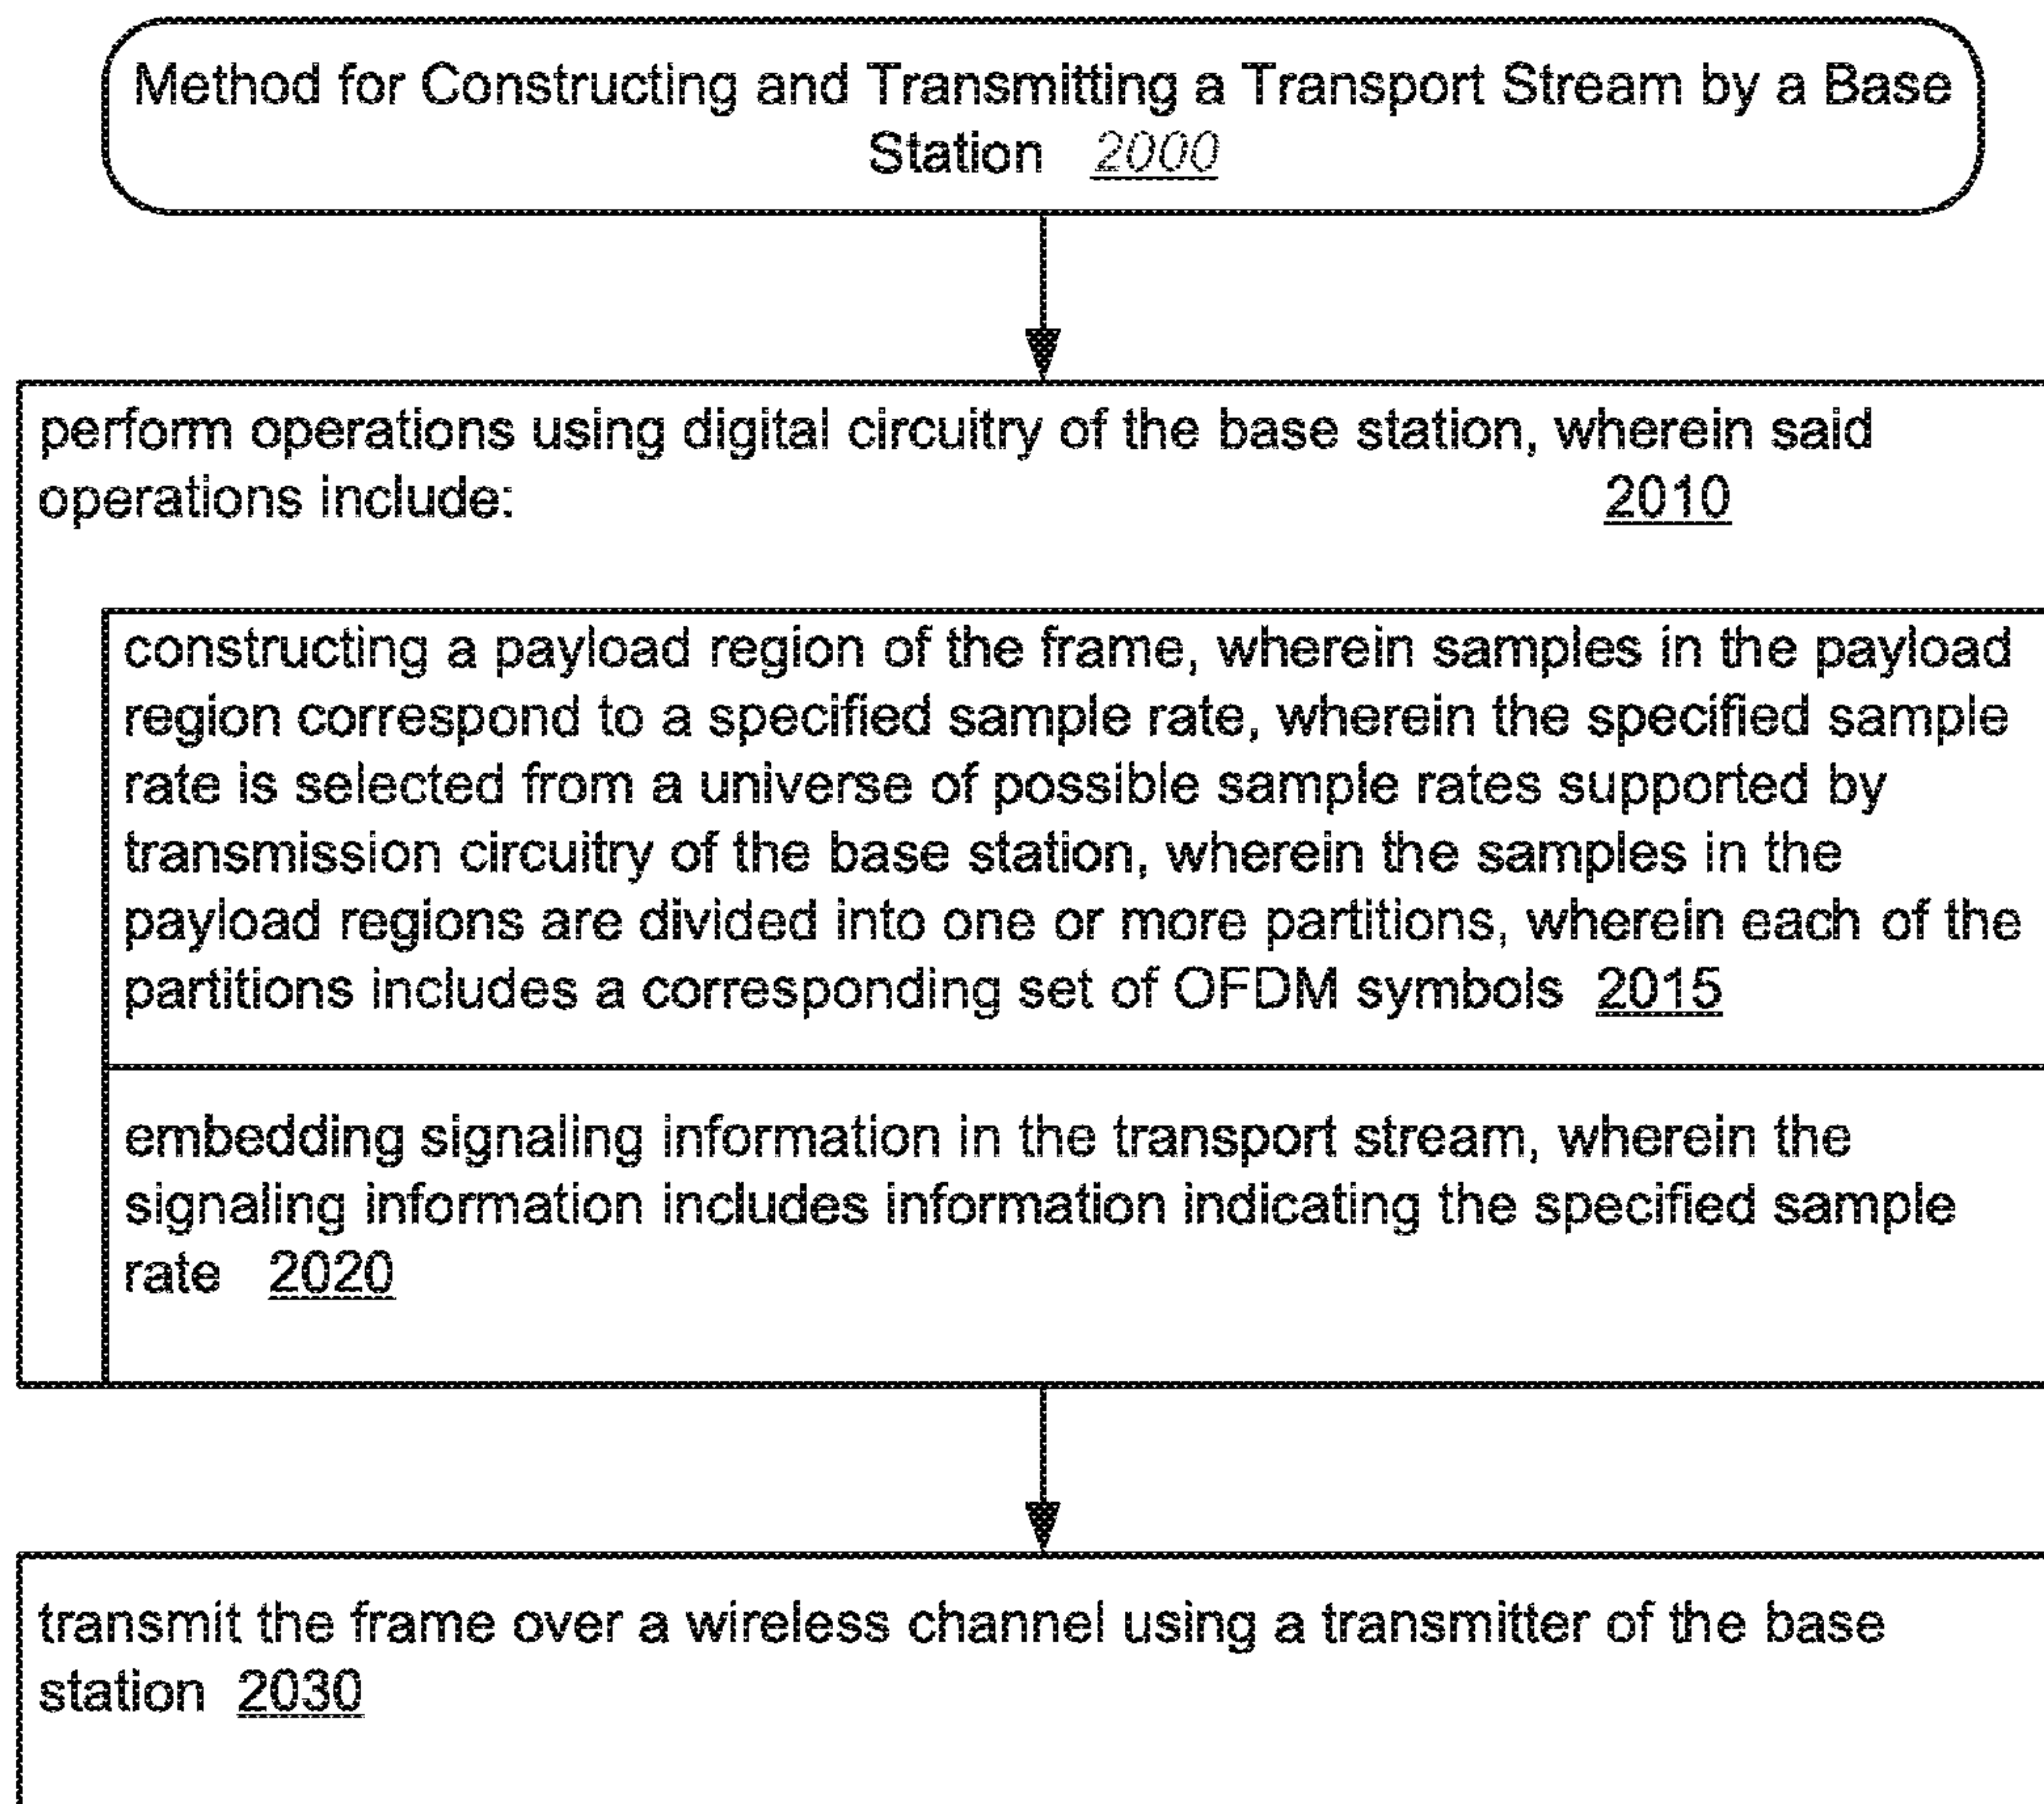 Method for Constructing and Transmitting a Transport Stream by a Base
Station 2000
perform operations using digital circuitry of the base station, wherein said
operations include: 2010
constructing a payload region of the frame, wherein samples in the payload
region correspond to a specified sample rate, wherein the specified sample
rate is selected from a universe of possible sample rates supported by
transmission circuitry of the base station, wherein the samples in the
payload regions are divided into one or more partitions, wherein each of the
partitions includes a corresponding set of OFDM symbols 2015
embedding signaling information in the transport stream, wherein the
signaling information includes information indicating the specified sample
rate 2020
transmit the frame over a wireless channel using a transmitter of the base
station 2030